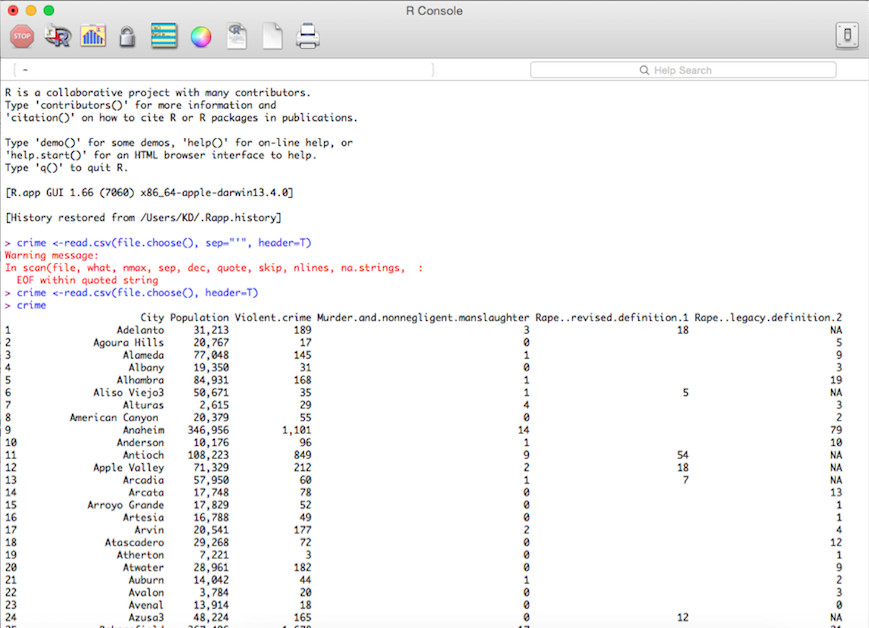 R Console
STOP
~
Help Search
R is a collaborative project with many contributors.
Type 'contributors()' for more information and
'citation()' on how to cite R or R packages in publications.
Type 'demo()' for some demos, 'help()' for on-line help, or
'help.start()' for an HTML browser interface to help.
Type 'q()' to quit R.
[R.app GUI 1.66 (7060) x86_64-apple-darwin13.4.0]
[History restored from /Users/KD/.Rapp.history]
> crime <-read.csv(file.choose(), sep="'", header=T)
Warning message:
In scan(file, what, nmax, sep, dec, quote, skip, nlines, na.strings,  :
  EOF within quoted string
> crime <-read.csv(file.choose(), header=T)
> crime
City Population Violent.crime Murder.and.nonnegligent.manslaughter Rape..revised.definition.1 Rape..legacy.definition.2
1 Adelanto 31,213 189 3 18 NA
2 Agoura Hills 20,767 17 0 5
3 Alameda 77,048 145 1 9
4 Albany 19,350 31 0 3
5 Alhambra 84,931 168 1 19
6 Aliso Viejo3 50,671 35 1 5 NA
7 Alturas 2,615 29 4 3
8 American Canyon 20,379 55 0 2
9 Anaheim 346,956 1,101 14 79
10 Anderson 10,176 96 1 10
11 Antioch 108,223 849 9 54 NA
12 Apple Valley 71,329 212 2 18 NA
13 Arcadia 57,950 60 1 7 NA
14 Arcata 17,748 78 0 13
15 Arroyo Grande 17,829 52 0 1
16 Artesia 16,788 49 0 1
17 Arvin 20,541 177 2 4
18 Atascadero 29,268 72 0 12
19 Atherton 7,221 3 0 1
20 Atwater 28,961 182 0 9
21 Auburn 14,042 44 1 2
22 Avalon 3,784 20 0 3
23 Avenal 13,914 18 0 0
24 Azusa3 48,224 165 0 12 NA